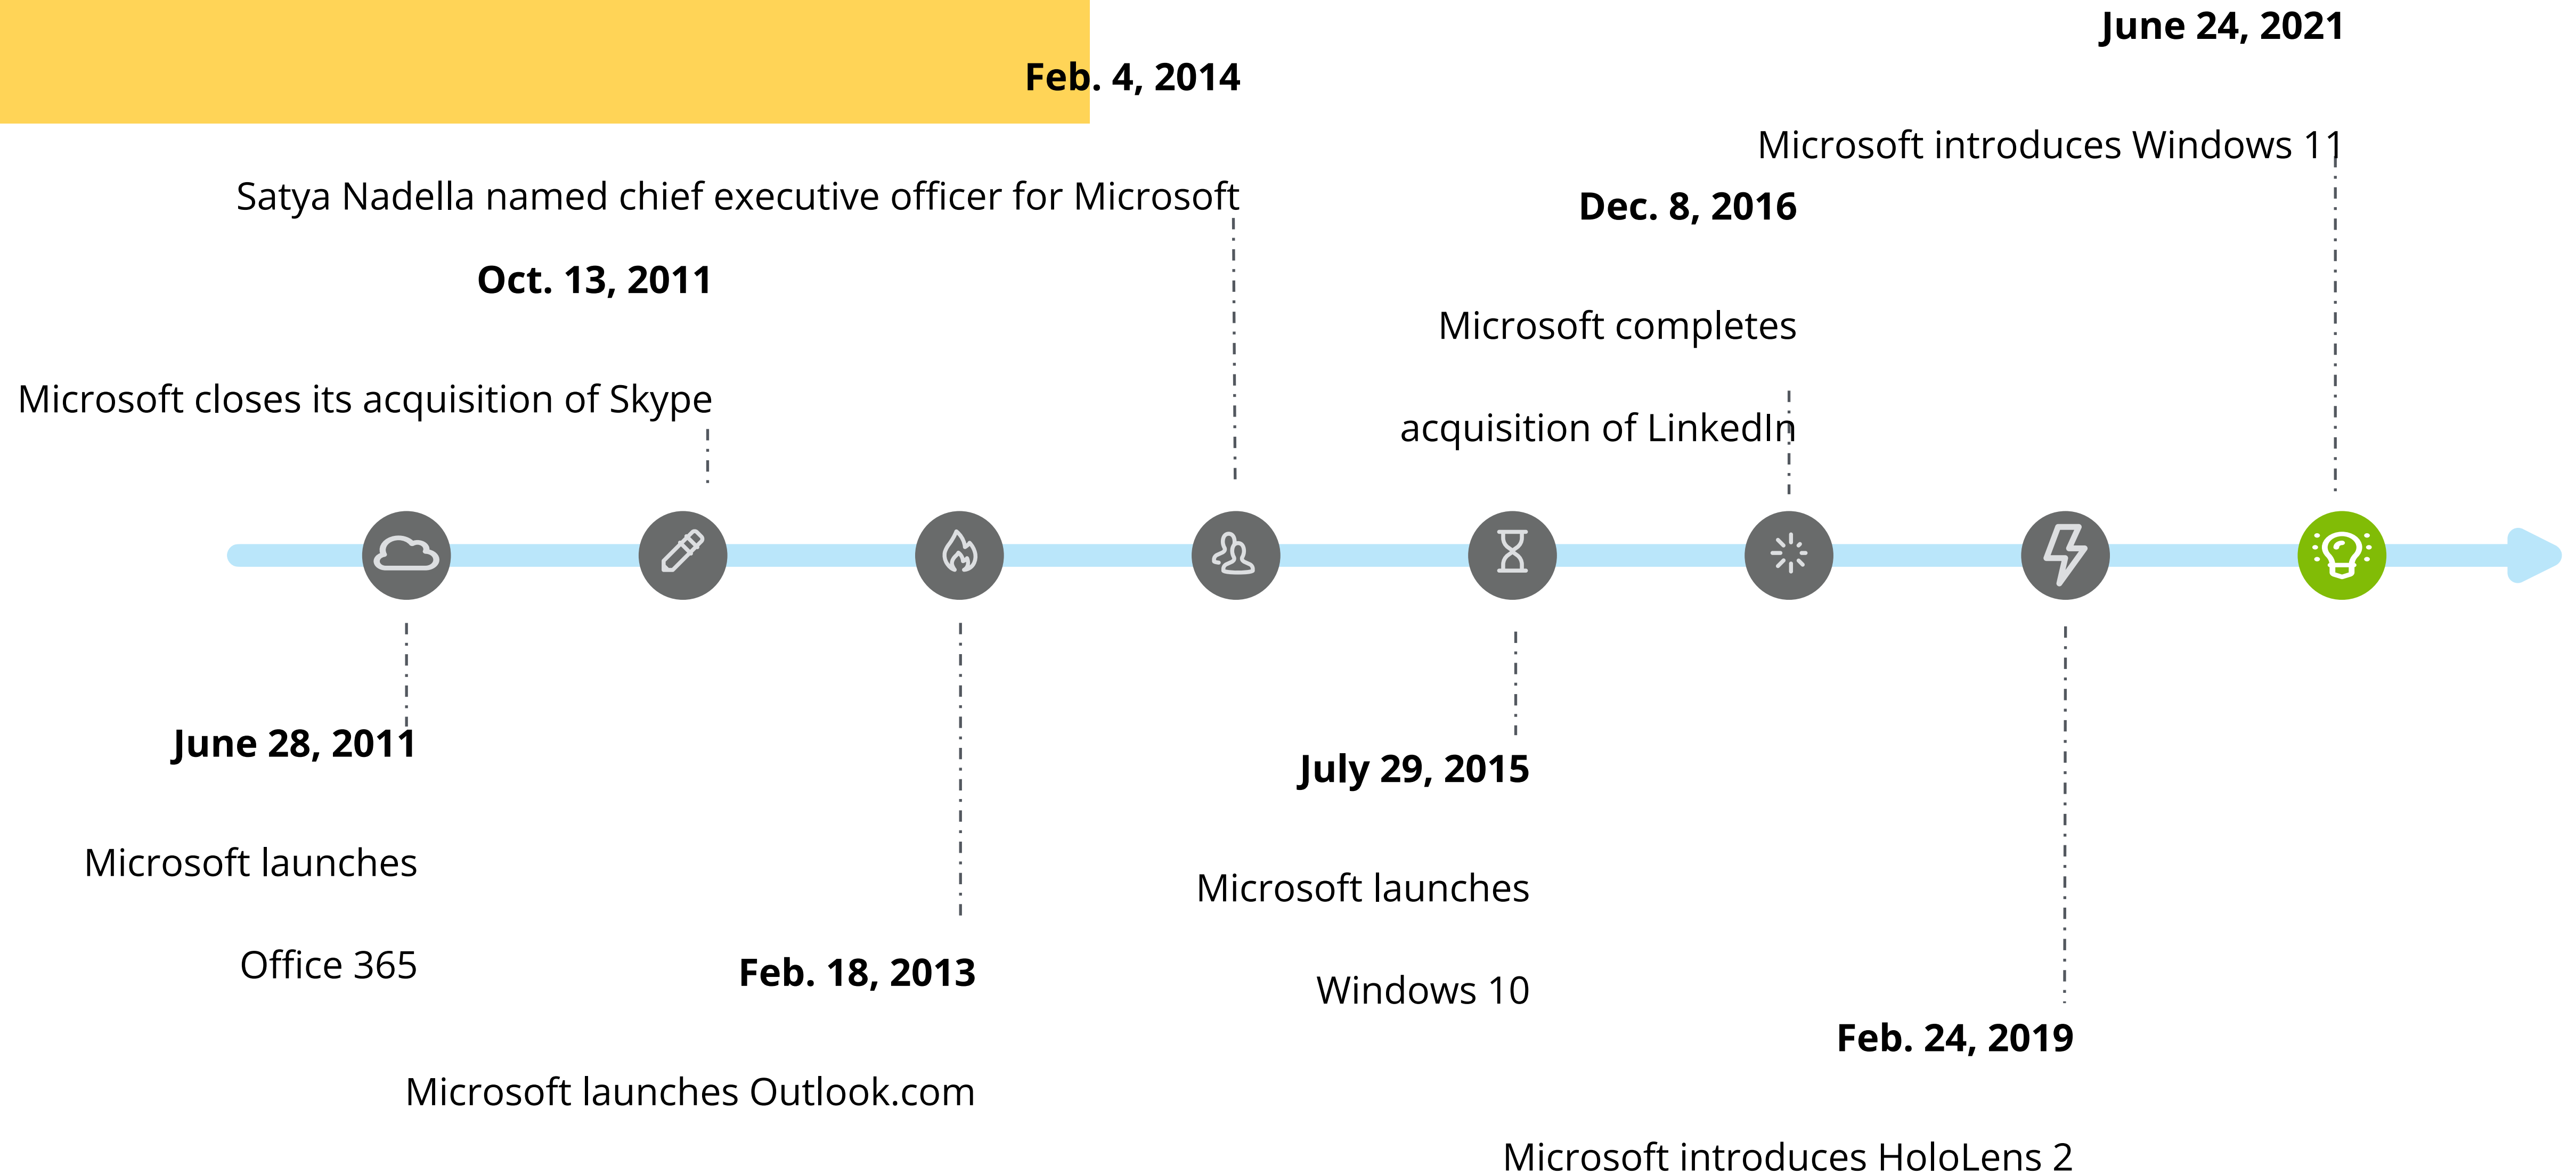 June 24, 2021
Microsoft introduces Windows 11
Feb. 4, 2014
Satya Nadella named chief executive officer for Microsoft
Dec. 8, 2016
Microsoft completes
acquisition of LinkedIn
Oct. 13, 2011
Microsoft closes its acquisition of Skype
June 28, 2011
Microsoft launches
Office 365
Feb. 18, 2013
Microsoft launches Outlook.com
July 29, 2015
Microsoft launches
Windows 10
Feb. 24, 2019
Microsoft introduces HoloLens 2